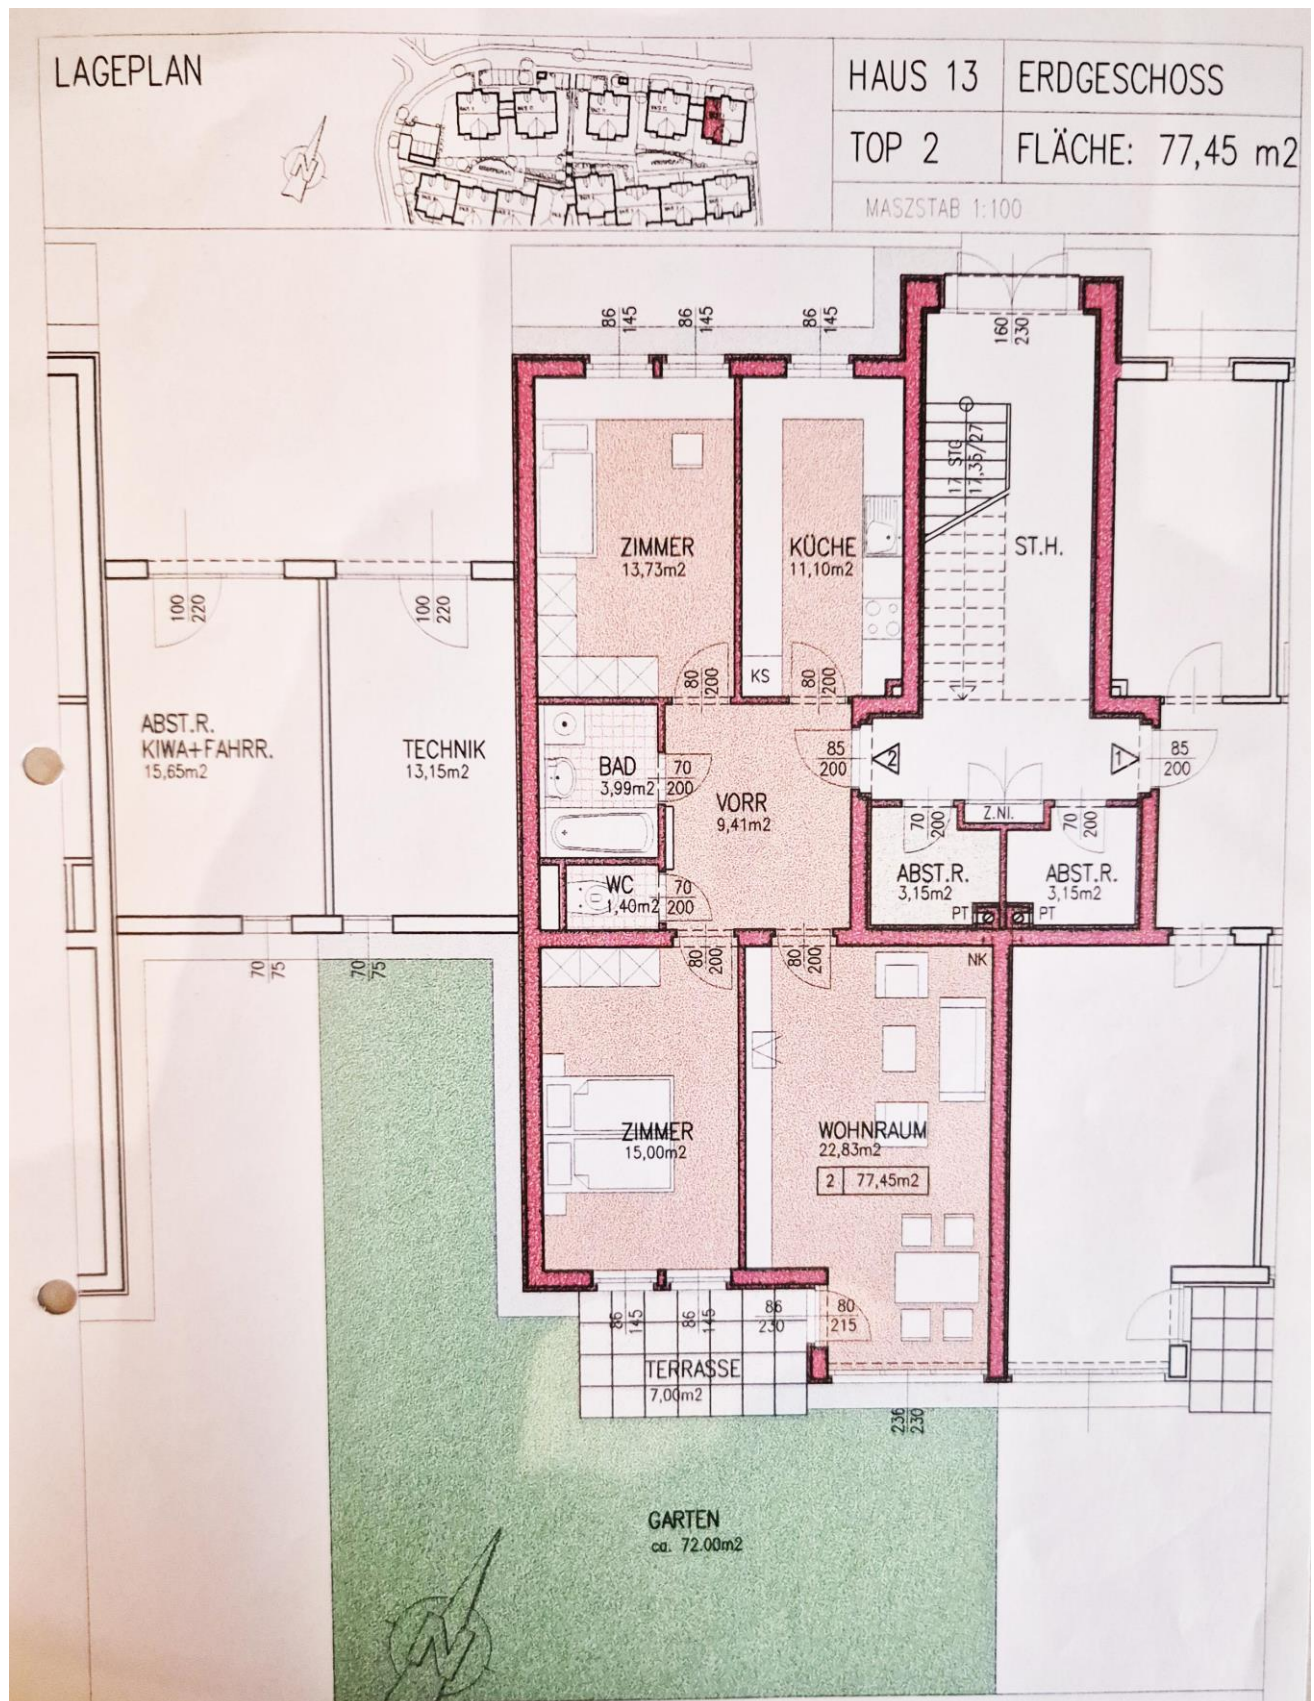 LAGEPLAN
HAUS 13
ERDGESCHOSS
TOP 2
FLÄCHE: 77,45 m2
MASZSTAB 1:100
N
86
145
86
145
86
145
160
230
17 STG
17,35/27
ST.H.
ZIMMER
13,73m2
KÜCHE
11,10m2
100
220
100
220
KS
80
200
80
200
ABST.R.
KIWA+FAHRR.
15,65m2
TECHNIK
13,15m2
BAD
3,99m2
70
200
VORR
9,41m2
85
200
2
1
85
200
Z.NI.
70
200
70
200
ABST.R.
3,15m2
ABST.R.
3,15m2
PT
PT
WC
1,40m2
70
200
70
75
70
75
80
200
80
200
NK
ZIMMER
15,00m2
WOHNRAUM
22,83m2
2 77,45m2
86
145
86
145
86
230
80
215
TERRASSE
7,00m2
236
230
GARTEN
ca. 72.00m2
N